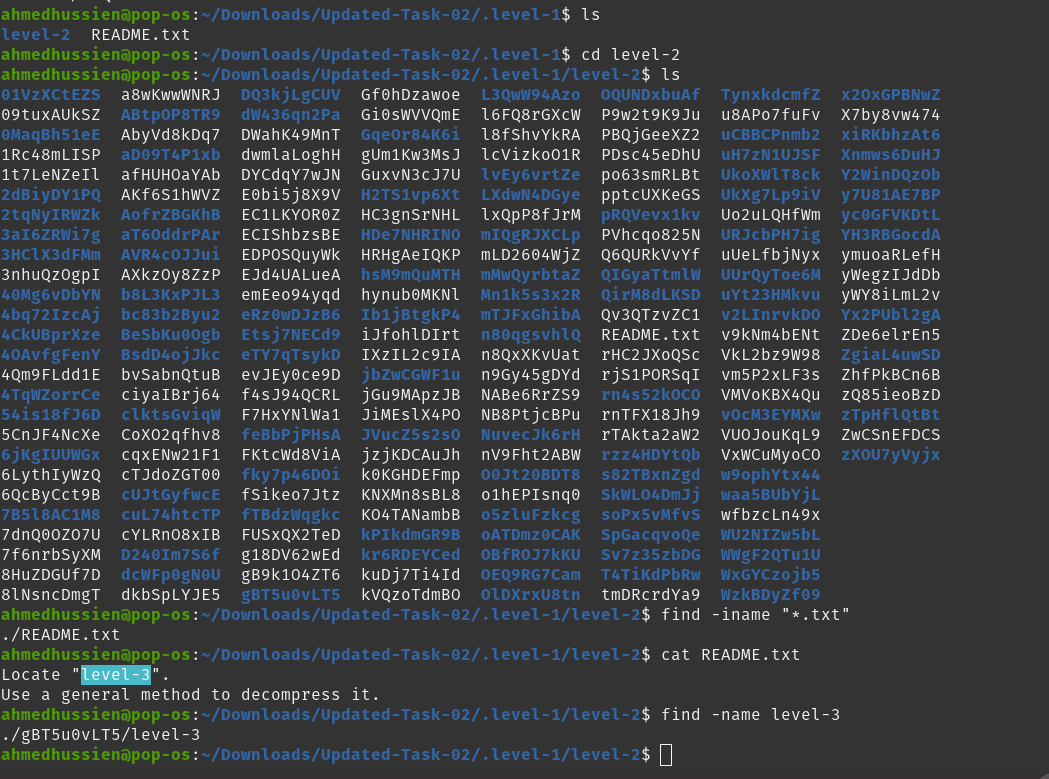 ahmedhussien@pop-os:~/Downloads/Updated-Task-02/.level-1$ ls
level-2  README.txt
ahmedhussien@pop-os:~/Downloads/Updated-Task-02/.level-1$ cd level-2
ahmedhussien@pop-os:~/Downloads/Updated-Task-02/.level-1/level-2$ ls
01VzXCtEZS  a8wKwwWNRJ  DQ3kjLgCUV  Gf0hDzawoe  L3QwW94Azo  OQUNDxbuAf  TynxkdcmfZ  x2OxGPBNwZ
09tuxAUkSZ  ABtpOP8TR9  dW436qn2Pa  Gi0sWVVQmE  l6FQ8rGXcW  P9w2t9K9Ju  u8APo7fuFv  X7by8vw474
0MaqBh51eE  AbyVd8kDq7  DWahK49MnT  GqeOr84K6i  l8fShvYkRA  PBQjGeeXZ2  uCBBCPnmb2  xiRKbhzAt6
1Rc48mLISP  aD09T4P1xb  dwmlaLoghH  gUm1Kw3MsJ  lcVizkoO1R  PDsc45eDhU  uH7zN1UJSF  Xnmws6DuHJ
1t7LeNZeIl  afHUHOaYAb  DYCdqY7wJN  GuxvN3cJ7U  lvEy6vrtZe  po63smRLBt  UkoXWlT8ck  Y2WinDQzOb
2dBiyDY1PQ  AKf6S1hWVZ  E0bi5j8X9V  H2TS1vp6Xt  LXdwN4DGye  pptcUXKeGS  UkXg7Lp9iV  y7U81AE7BP
2tqNyIRWZk  AofrZBGKhB  EC1LKYOR0Z  HC3gnSrNHL  lxQpP8fJrM  pRQVevx1kv  Uo2uLQHfWm  yc0GFVKDtL
3aI6ZRWi7g  aT6OddrPAr  ECIShbzsBE  HDe7NHRINO  mIQgRJXCLp  PVhcqo825N  URJcbPH7ig  YH3RBGocdA
3HClX3dFMm  AVR4cOJJui  EDPOSQuyWk  HRHgAeIQKP  mLD2604WjZ  Q6QURkVvYf  uUeLfbjNyx  ymuoaRLefH
3nhuQzOgpI  AXkzOy8ZzP  EJd4UALueA  hsM9mQuMTH  mMwQyrbtaZ  QIGyaTtmlW  UUrQyToe6M  yWegzIJdDb
40Mg6vDbYN  b8L3KxPJL3  emEeo94yqd  hynub0MKNl  Mn1k5s3x2R  QirM8dLKSD  uYt23HMkvu  yWY8iLmL2v
4bq72IzcAj  bc83b2Byu2  eRz0wDJzB6  Ib1jBtgkP4  mTJFxGhibA  Qv3QTzvZC1  v2LInrvkDO  Yx2PUbl2gA
4CkUBprXze  BeSbKu0Ogb  Etsj7NECd9  iJfohlDIrt  n80qgsvhlQ  README.txt  v9kNm4bENt  ZDe6elrEn5
4OAvfgFenY  BsdD4ojJkc  eTY7qTsykD  IXzIL2c9IA  n8QxXKvUat  rHC2JXoQSc  VkL2bz9W98  ZgiaL4uwSD
4Qm9FLdd1E  bvSabnQtuB  evJEy0ce9D  jbZwCGWF1u  n9Gy45gDYd  rjS1PORSqI  vm5P2xLF3s  ZhfPkBCn6B
4TqWZorrCe  ciyaIBrj64  f4sJ94QCRL  jGu9MApzJB  NABe6RrZS9  rn4s52kOCO  VMVoKBX4Qu  zQ85ieoBzD
54is18fJ6D  clktsGviqW  F7HxYNlWa1  JiMEslX4PO  NB8PtjcBPu  rnTFX18Jh9  vOcM3EYMXw  zTpHflQtBt
5CnJF4NcXe  CoXO2qfhv8  feBbPjPHsA  JVucZ5s2sO  NuvecJk6rH  rTAkta2aW2  VUOJouKqL9  ZwCSnEFDCS
6jKgIUUWGx  cqxENw21F1  FKtcWd8ViA  jzjKDCAuJh  nV9Fht2ABW  rzz4HDYtQb  VxWCuMyoCO  zXOU7yVyjx
6LythIyWzQ  cTJdoZGT00  fky7p46DOi  k0KGHDEFmp  O0Jt20BDT8  s82TBxnZgd  w9ophYtx44
6QcByCct9B  cUJtGyfwcE  fSikeo7Jtz  KNXMn8sBL8  o1hEPIsnq0  SkWLO4DmJj  waa5BUbYjL
7B5l8AC1M8  cuL74htcTP  fTBdzWqgkc  KO4TANambB  o5zluFzkcg  soPx5vMfvS  wfbzcLn49x
7dnQ0OZO7U  cYLRnO8xIB  FUSxQX2TeD  kPIkdmGR9B  oATDmz0CAK  SpGacqvoQe  WU2NIZw5bL
7f6nrbSyXM  D240Im7S6f  g18DV62wEd  kr6RDEYCed  OBfROJ7kKU  Sv7z35zbDG  WWgF2QTu1U
8HuZDGUf7D  dcWFp0gN0U  gB9k1O4ZT6  kuDj7Ti4Id  OEQ9RG7Cam  T4TiKdPbRw  WxGYCzojb5
8lNsncDmgT  dkbSpLYJE5  gBT5u0vLT5  kVQzoTdmBO  OlDXrxU8tn  tmDRcrdYa9  WzkBDyZf09
ahmedhussien@pop-os:~/Downloads/Updated-Task-02/.level-1/level-2$ find -iname "*.txt"
./README.txt
ahmedhussien@pop-os:~/Downloads/Updated-Task-02/.level-1/level-2$ cat README.txt
Locate "level-3".
Use a general method to decompress it.
ahmedhussien@pop-os:~/Downloads/Updated-Task-02/.level-1/level-2$ find -name level-3
./gBT5u0vLT5/level-3
ahmedhussien@pop-os:~/Downloads/Updated-Task-02/.level-1/level-2$